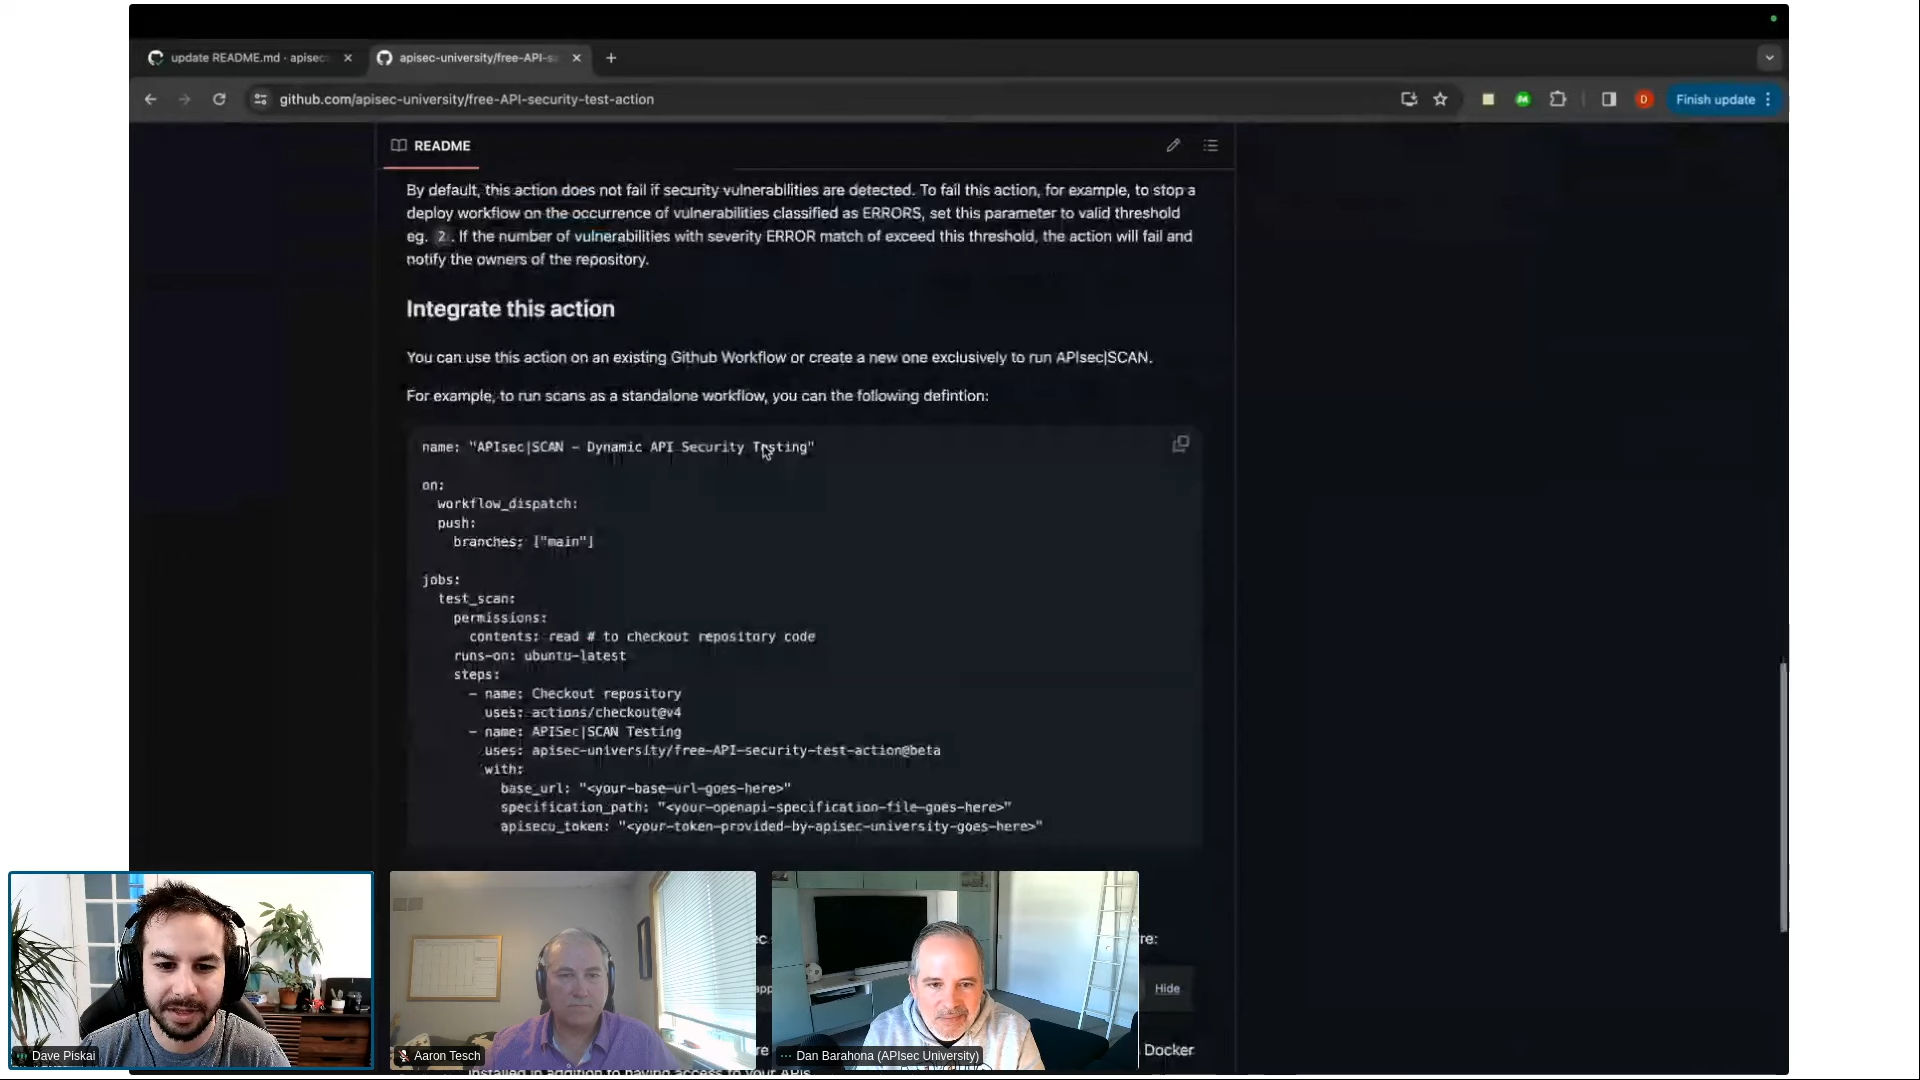 update README.md · apisec
apisec-university/free-API-s
github.com/apisec-university/free-API-security-test-action
D
Finish update
README
By default, this action does not fail if security vulnerabilities are detected. To fail this action, for example, to stop a
deploy workflow on the occurrence of vulnerabilities classified as ERRORS, set this parameter to valid threshold
eg. 2. If the number of vulnerabilities with severity ERROR match of exceed this threshold, the action will fail and
notify the owners of the repository.
Integrate this action
You can use this action on an existing Github Workflow or create a new one exclusively to run APIsec|SCAN.
For example, to run scans as a standalone workflow, you can the following defintion:
name: "APIsec|SCAN - Dynamic API Security Testing"
on:
workflow_dispatch:
push:
branches: ["main"]
jobs:
test_scan:
permissions:
contents: read # to checkout repository code
runs-on: ubuntu-latest
steps:
- name: Checkout repository
uses: actions/checkout@v4
- name: APISec|SCAN Testing
uses: apisec-university/free-API-security-test-action@beta
with:
base_url: "<your-base-url-goes-here>"
specification_path: "<your-openapi-specification-file-goes-here>"
apisecu_token: "<your-token-provided-by-apisec-university-goes-here>"
re:
Hide
Docker
installed in addition to having access to your APIs
Dave Piskai
Aaron Tesch
Dan Barahona (APIsec University)